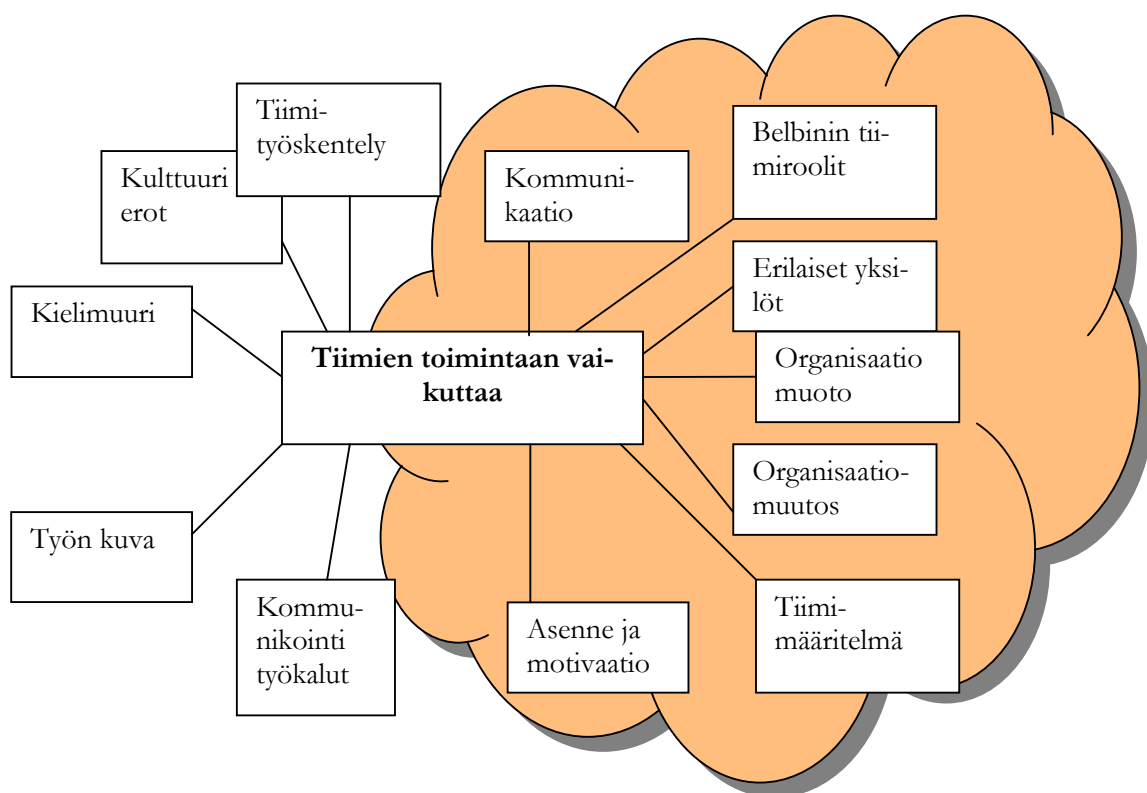 Tiimi-
työskentely
Kulttuuri
erot
Kommuni-
kaatio
Belbinin tii-
miroolit
Kielimuuri
Erilaiset yksi-
löt
Tiimien toimintaan vai-
kuttaa
Organisaatio
muoto
Organisaatio-
muutos
Työn kuva
Kommu-
nikointi
työkalut
Asenne ja
motivaatio
Tiimi-
määritelmä